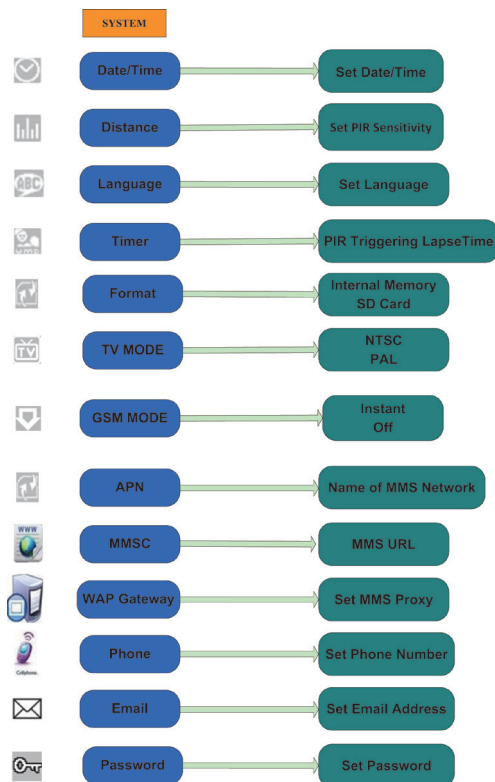 SYSTEM
Date/Time
Set Date/Time
Distance
Set PIR Sensitivity
ABC
Language
Set Language
Timer
PIR Triggering LapseTime
Format
Internal Memory
SD Card
TV
TV MODE
NTSC
PAL
GSM MODE
Instant
Off
APN
Name of MMS Network
WWW
MMSC
MMS URL
WAP Gateway
Set MMS Proxy
Phone
Set Phone Number
Cellphone
Email
Set Email Address
Password
Set Password